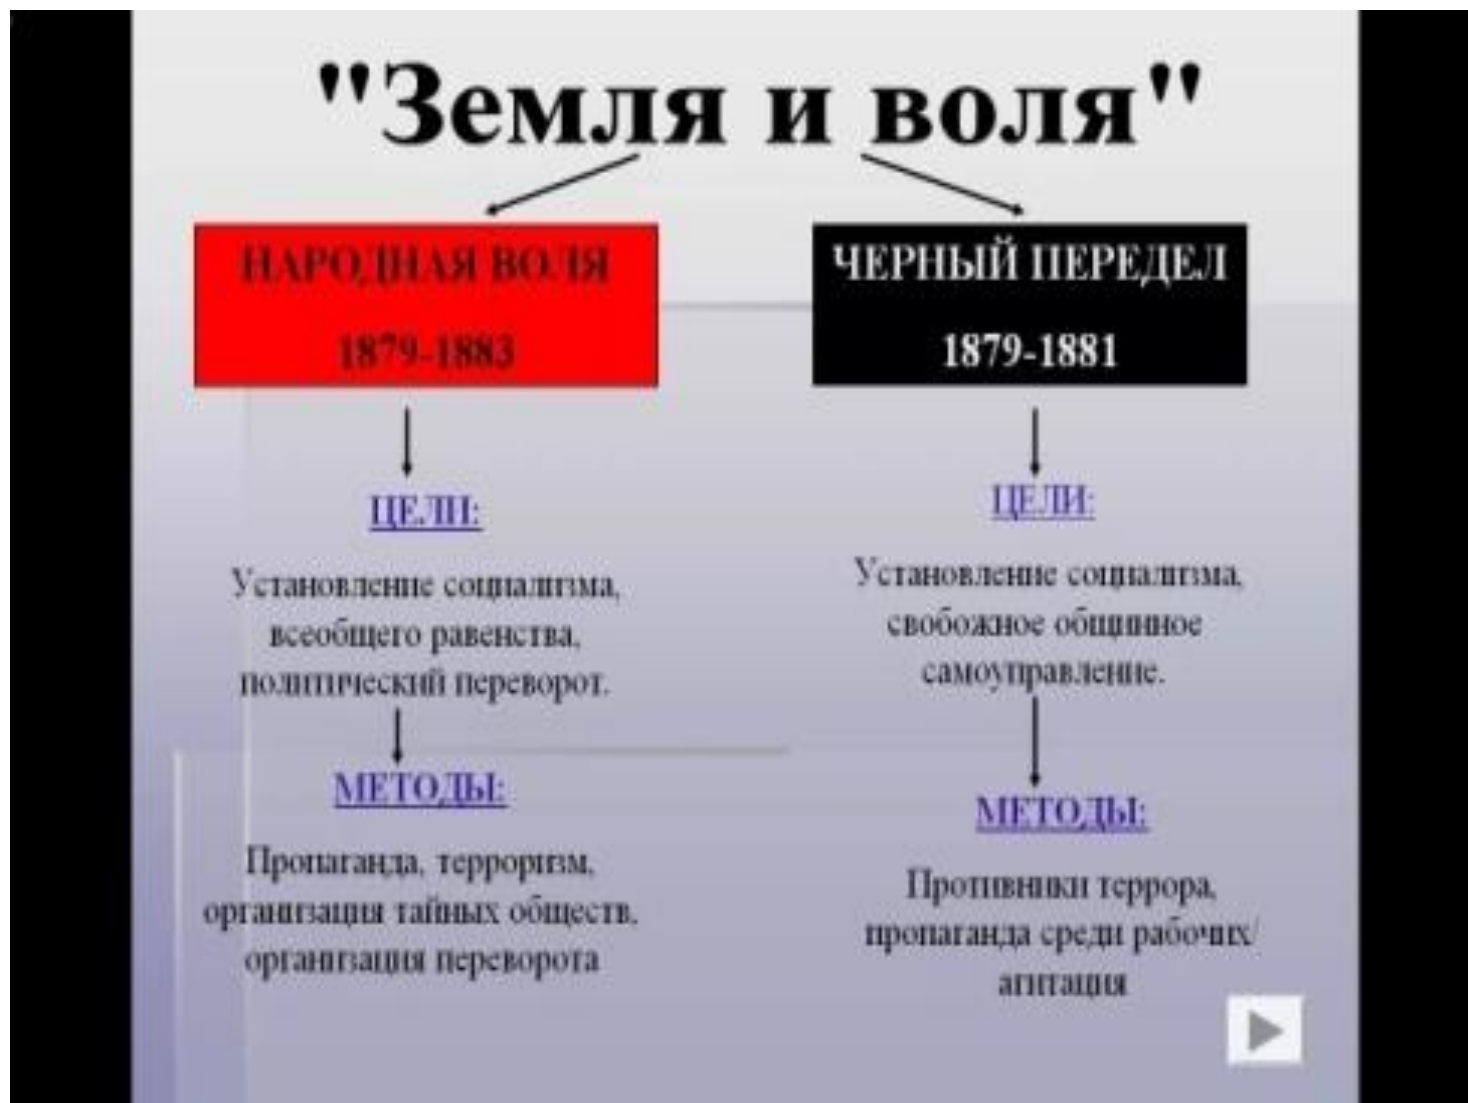 "Земля и воля"
НАРОДНАЯ ВОЛЯ
1879-1883
ЦЕЛИ:
Установление социализма,
всеобщего равенства,
политический переворот.
МЕТОДЫ:
Пропаганда, терроризм,
организация тайных обществ,
организация переворота
ЧЕРНЫЙ ПЕРЕДЕЛ
1879-1881
ЦЕЛИ:
Установление социализма,
свобожное общинное
самоуправление.
МЕТОДЫ:
Противники террора,
пропаганда среди рабочих/
агитация